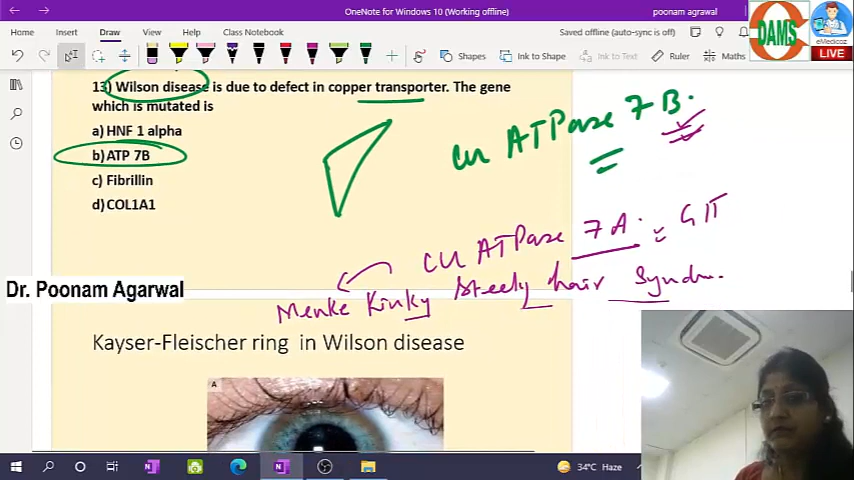 OneNote for Windows 10 (Working offline)
poonam agrawal
Home Insert Draw View Help Class Notebook
Saved offline (auto-sync is off)
Shapes Ink to Shape Ink to Text Ruler Maths
DAMS
eMedicoz
LIVE
13) Wilson disease is due to defect in copper transporter. The gene
which is mutated is
a) HNF 1 alpha
b) ATP 7B
c) Fibrillin
d) COL1A1
Cu ATPase 7B.
Cu ATPase 7A. = GIT
Menke Kinky Steely hair Syndr.
Dr. Poonam Agarwal
Kayser-Fleischer ring in Wilson disease
A
34°C Haze